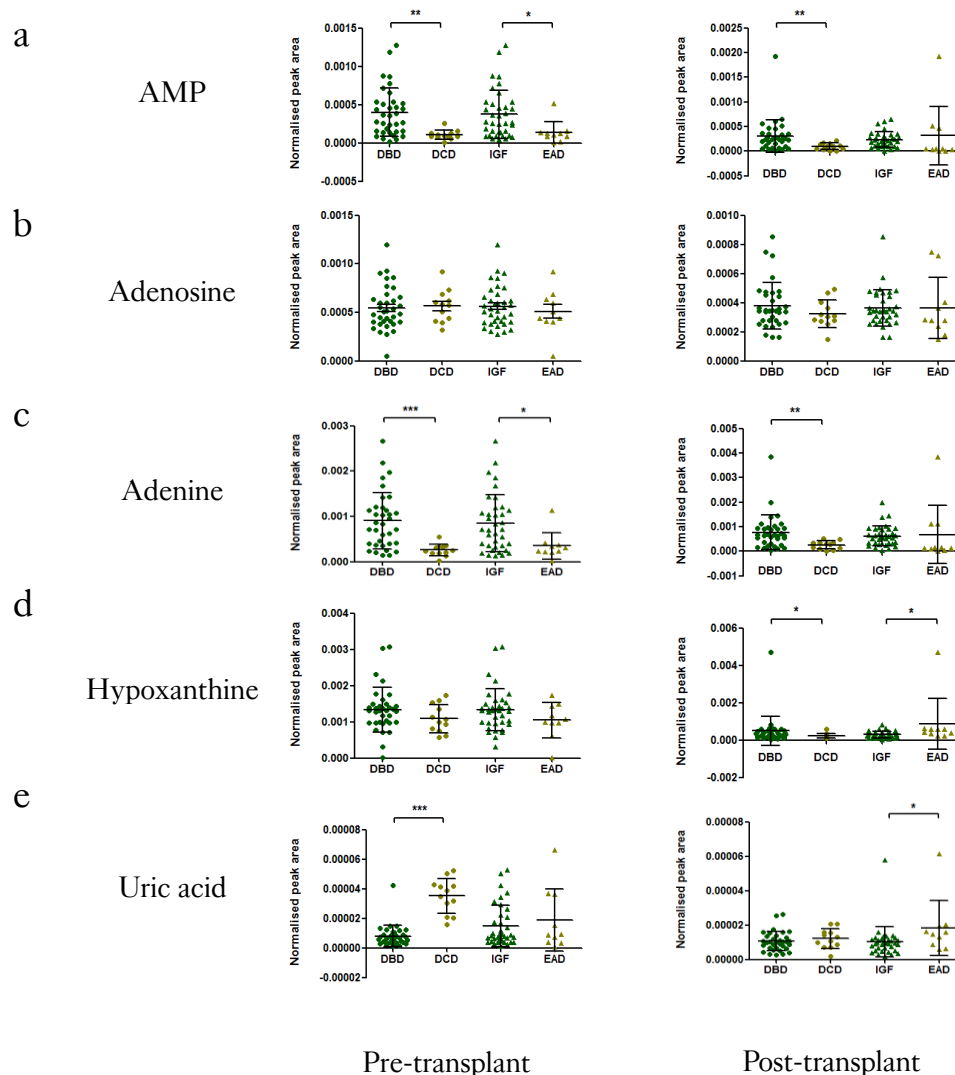 a
AMP
Normalised peak area
0.0015
0.0010
0.0005
0.0000
-0.0005
**
*
DBD DCD IGF EAD
Normalised peak area
0.0025
0.0020
0.0015
0.0010
0.0005
0.0000
-0.0005
**
DBD DCD IGF EAD
b
Adenosine
Normalised peak area
0.0015
0.0010
0.0005
0.0000
DBD DCD IGF EAD
Normalised peak area
0.0010
0.0008
0.0006
0.0004
0.0002
0.0000
DBD DCD IGF EAD
c
Adenine
Normalised peak area
0.003
0.002
0.001
0.000
***
*
DBD DCD IGF EAD
Normalised peak area
0.005
0.004
0.003
0.002
0.001
0.000
-0.001
**
DBD DCD IGF EAD
d
Hypoxanthine
Normalised peak area
0.004
0.003
0.002
0.001
0.000
DBD DCD IGF EAD
Normalised peak area
0.006
0.004
0.002
0.000
-0.002
*
*
DBD DCD IGF EAD
e
Uric acid
Normalised peak area
0.00008
0.00006
0.00004
0.00002
0.00000
-0.00002
***
DBD DCD IGF EAD
Normalised peak area
0.00008
0.00006
0.00004
0.00002
0.00000
*
DBD DCD IGF EAD
Pre-transplant
Post-transplant